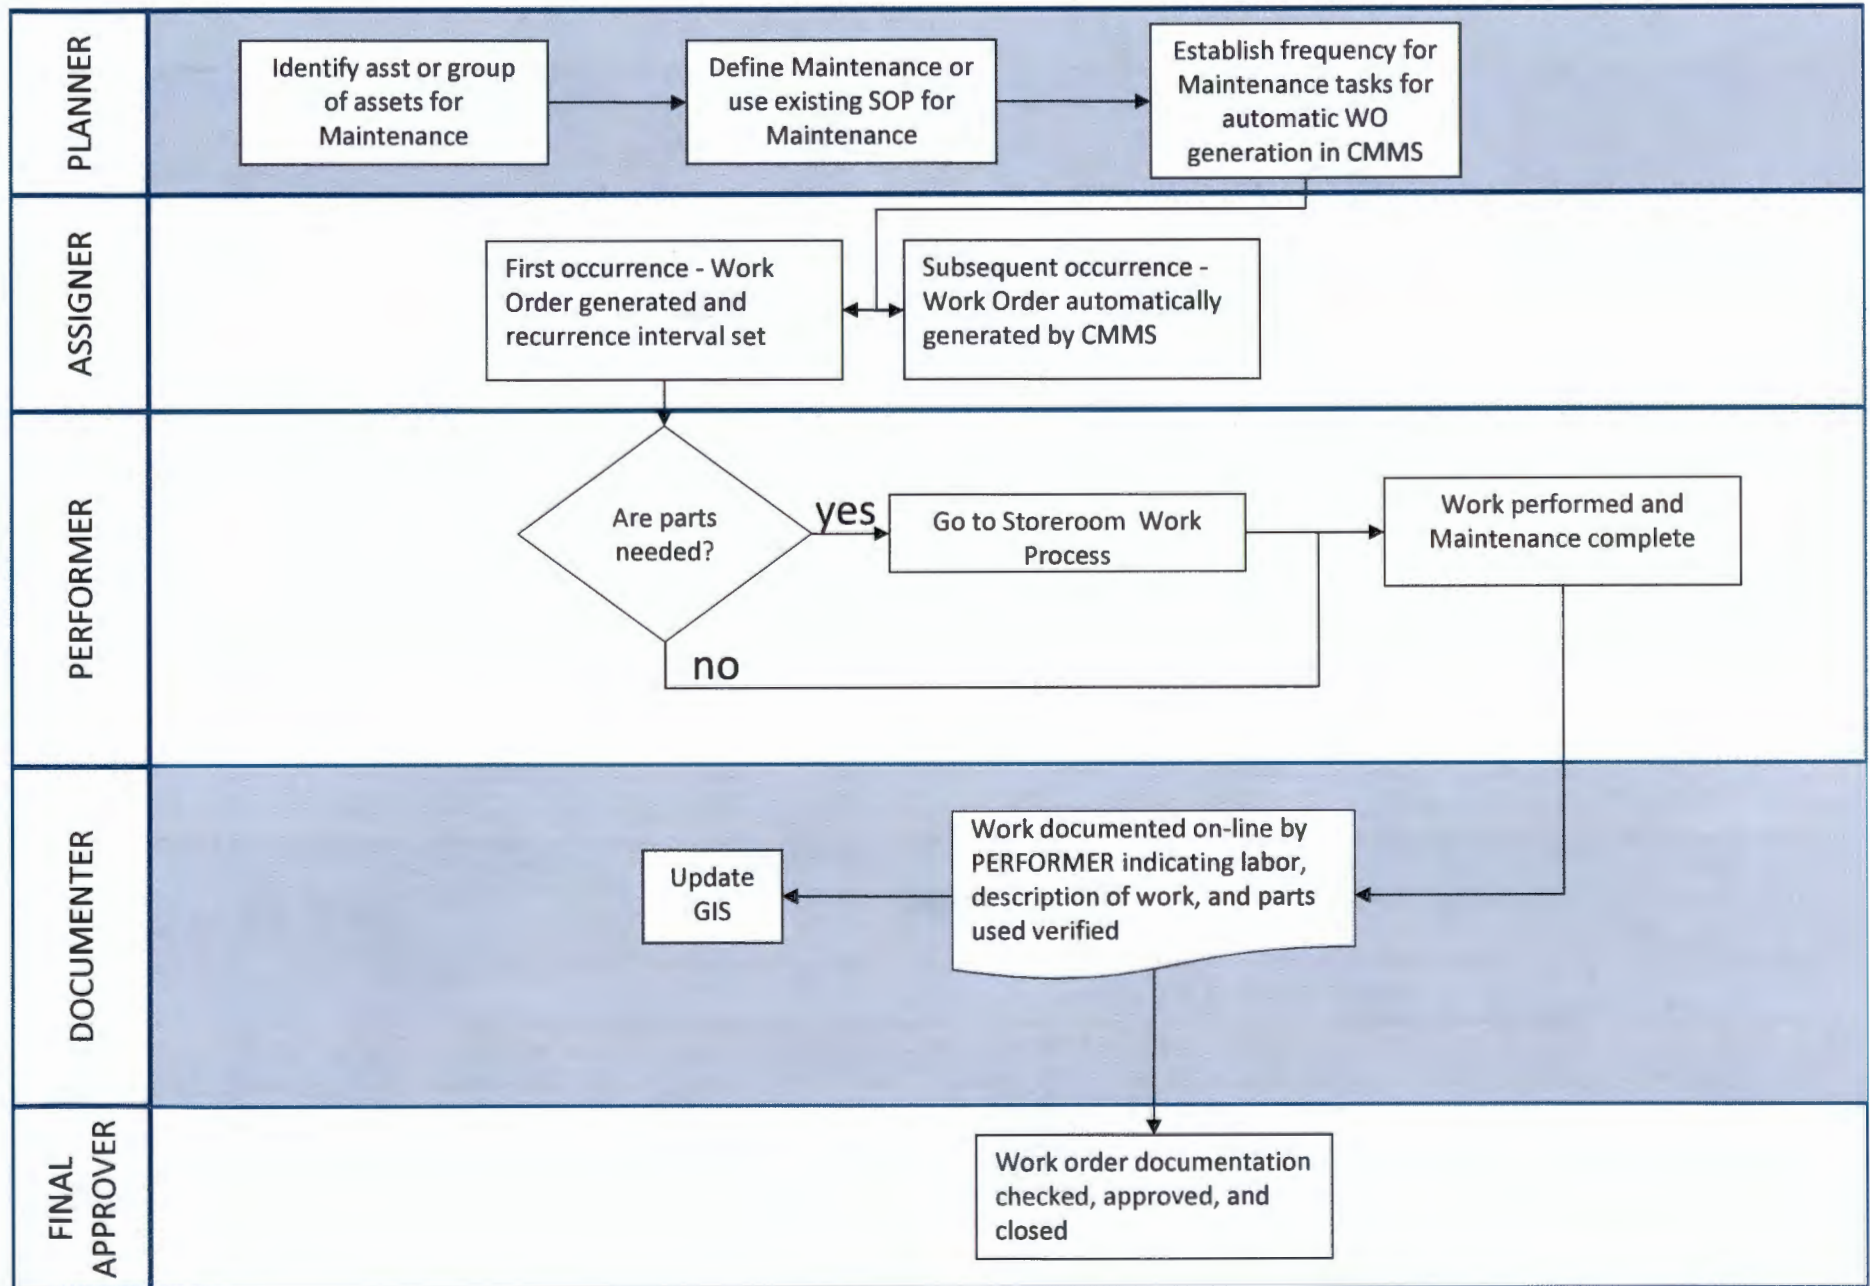 PLANNER
Identify asst or group
of assets for
Maintenance
Define Maintenance or
use existing SOP for
Maintenance
Establish frequency for
Maintenance tasks for
automatic WO
generation in CMMS
ASSIGNER
First occurrence - Work
Order generated and
recurrence interval set
Subsequent occurrence -
Work Order automatically
generated by CMMS
PERFORMER
Are parts
needed?
yes
no
Go to Storeroom Work
Process
Work performed and
Maintenance complete
DOCUMENTER
Update
GIS
Work documented on-line by
PERFORMER indicating labor,
description of work, and parts
used verified
FINAL
APPROVER
Work order documentation
checked, approved, and
closed